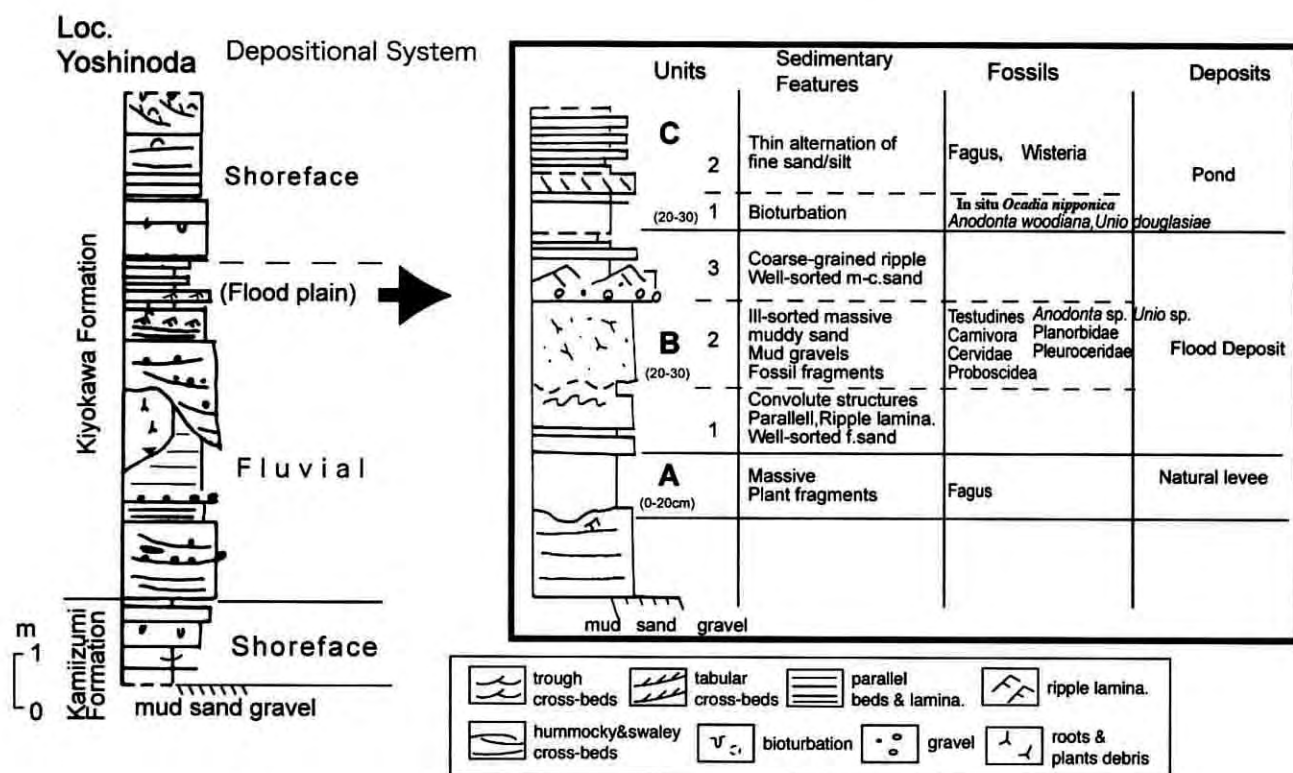 Loc.
Yoshinoda
Depositional System
Shoreface
(Flood plain)
Fluvial
Shoreface
Kiyokawa Formation
Kamiizumi
Formation
m
1
0
mud sand gravel
Units
Sedimentary
Features
Fossils
Deposits
C
2
Thin alternation of
fine sand/silt
Fagus, Wisteria
Pond
(20-30)
1
Bioturbation
In situ Ocadia nipponica
Anodonta woodiana,Unio douglasiae
3
Coarse-grained ripple
Well-sorted m-c.sand
B
(20-30)
2
Ill-sorted massive
muddy sand
Mud gravels
Fossil fragments
Testudines Anodonta sp. Unio sp.
Carnivora Planorbidae
Cervidae Pleuroceridae
Proboscidea
Flood Deposit
1
Convolute structures
Parallell,Ripple lamina.
Well-sorted f.sand
A
(0-20cm)
Massive
Plant fragments
Fagus
Natural levee
mud sand gravel
trough
cross-beds
tabular
cross-beds
parallel
beds & lamina.
ripple lamina.
hummocky&swaley
cross-beds
bioturbation
gravel
roots &
plants debris